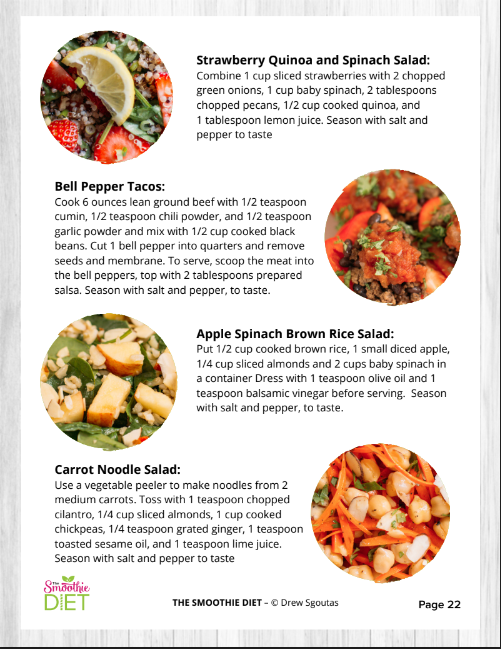 Strawberry Quinoa and Spinach Salad:
Combine 1 cup sliced strawberries with 2 chopped
green onions, 1 cup baby spinach, 2 tablespoons
chopped pecans, 1/2 cup cooked quinoa, and
1 tablespoon lemon juice. Season with salt and
pepper to taste
Bell Pepper Tacos:
Cook 6 ounces lean ground beef with 1/2 teaspoon
cumin, 1/2 teaspoon chili powder, and 1/2 teaspoon
garlic powder and mix with 1/2 cup cooked black
beans. Cut 1 bell pepper into quarters and remove
seeds and membrane. To serve, scoop the meat into
the bell peppers, top with 2 tablespoons prepared
salsa. Season with salt and pepper, to taste.
Apple Spinach Brown Rice Salad:
Put 1/2 cup cooked brown rice, 1 small diced apple,
1/4 cup sliced almonds and 2 cups baby spinach in
a container Dress with 1 teaspoon olive oil and 1
teaspoon balsamic vinegar before serving. Season
with salt and pepper, to taste.
Carrot Noodle Salad:
Use a vegetable peeler to make noodles from 2
medium carrots. Toss with 1 teaspoon chopped
cilantro, 1/4 cup sliced almonds, 1 cup cooked
chickpeas, 1/4 teaspoon grated ginger, 1 teaspoon
toasted sesame oil, and 1 teaspoon lime juice.
Season with salt and pepper to taste
The
Smoothie
DIET
THE SMOOTHIE DIET – © Drew Sgoutas
Page 22